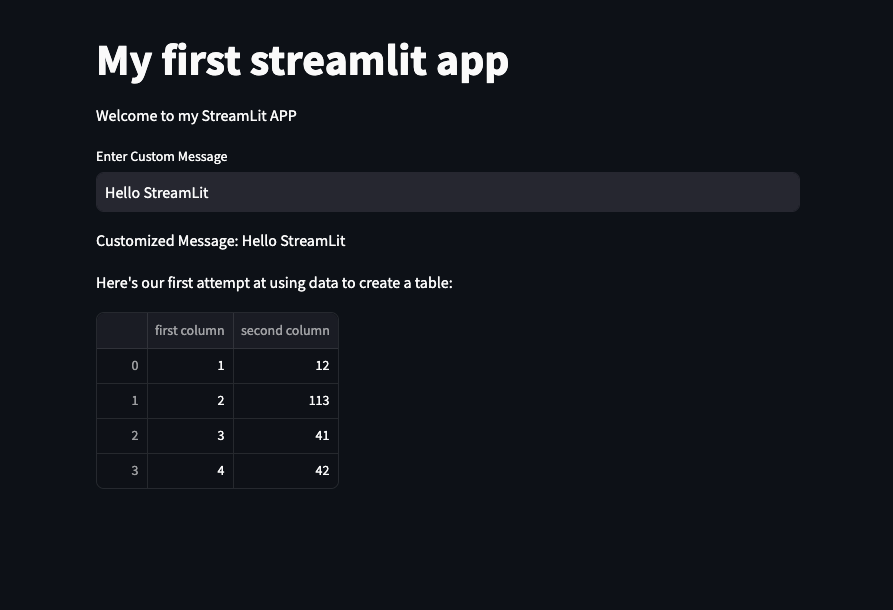 My first streamlit app
Welcome to my StreamLit APP
Enter Custom Message
Hello StreamLit
Customized Message: Hello StreamLit
Here's our first attempt at using data to create a table:
first column second column
0 1 12
1 2 113
2 3 41
3 4 42